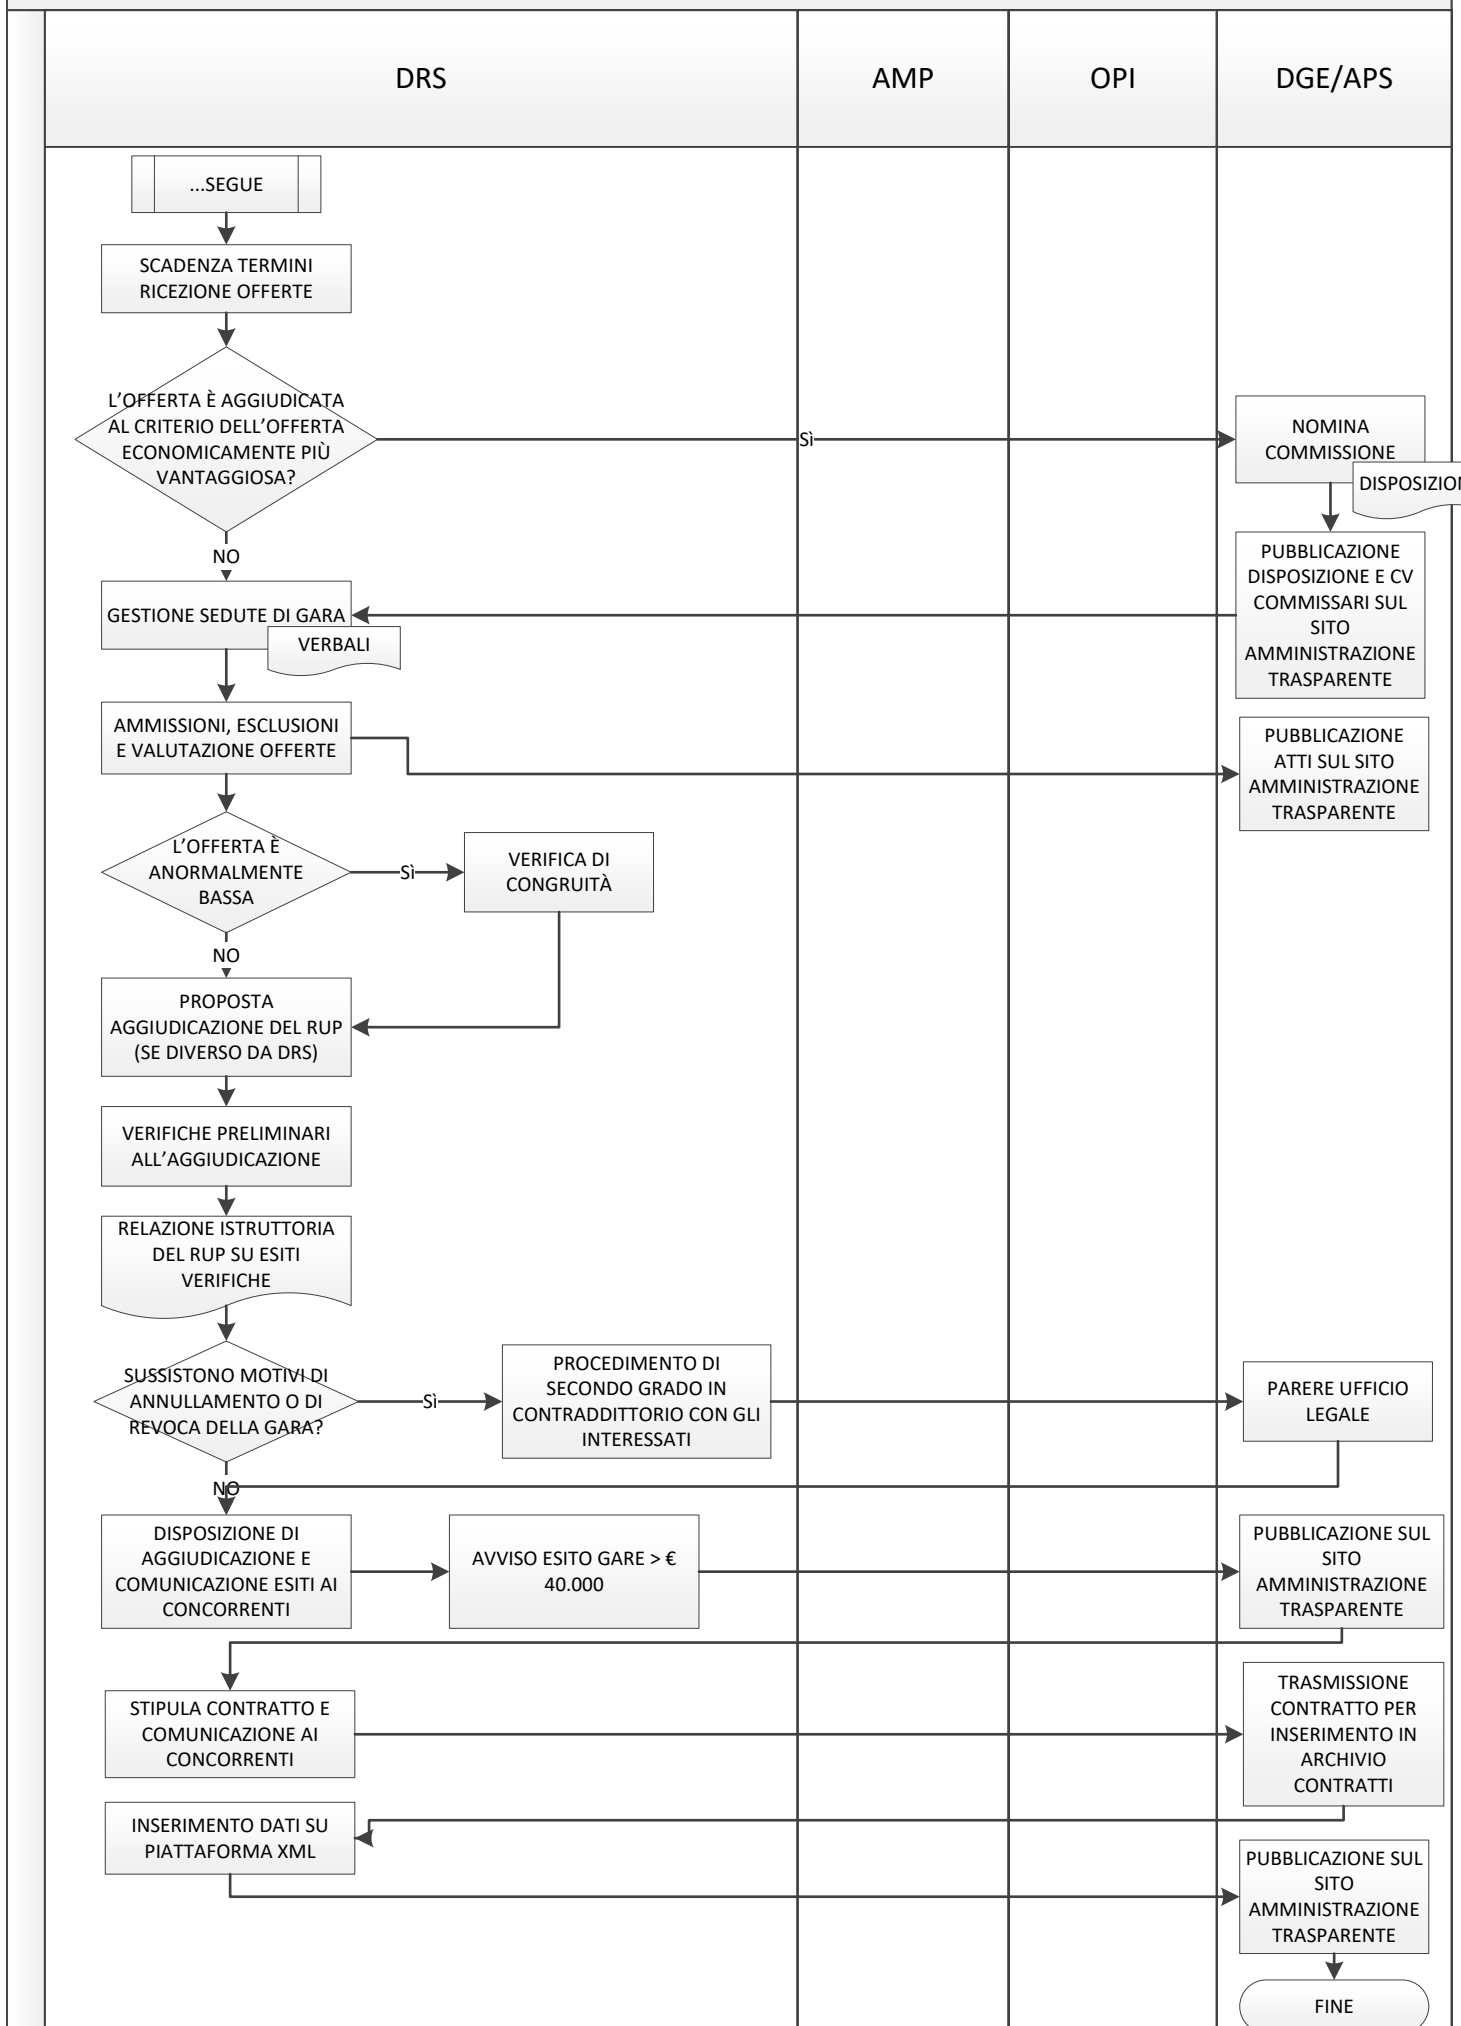 DRS
AMP
OPI
DGE/APS
...SEGUE
SCADENZA TERMINI
RICEZIONE OFFERTE
L’OFFERTA È AGGIUDICATA
AL CRITERIO DELL’OFFERTA
ECONOMICAMENTE PIÙ
VANTAGGIOSA?
Sì
NOMINA
COMMISSIONE
DISPOSIZION
NO
PUBBLICAZIONE
DISPOSIZIONE E CV
COMMISSARI SUL
SITO
AMMINISTRAZIONE
TRASPARENTE
GESTIONE SEDUTE DI GARA
VERBALI
AMMISSIONI, ESCLUSIONI
E VALUTAZIONE OFFERTE
PUBBLICAZIONE
ATTI SUL SITO
AMMINISTRAZIONE
TRASPARENTE
L’OFFERTA È
ANORMALMENTE
BASSA
Sì
VERIFICA DI
CONGRUITÀ
NO
PROPOSTA
AGGIUDICAZIONE DEL RUP
(SE DIVERSO DA DRS)
VERIFICHE PRELIMINARI
ALL’AGGIUDICAZIONE
RELAZIONE ISTRUTTORIA
DEL RUP SU ESITI
VERIFICHE
SUSSISTONO MOTIVI DI
ANNULLAMENTO O DI
REVOCA DELLA GARA?
Sì
PROCEDIMENTO DI
SECONDO GRADO IN
CONTRADDITTORIO CON GLI
INTERESSATI
PARERE UFFICIO
LEGALE
NO
DISPOSIZIONE DI
AGGIUDICAZIONE E
COMUNICAZIONE ESITI AI
CONCORRENTI
AVVISO ESITO GARE > €
40.000
PUBBLICAZIONE SUL
SITO
AMMINISTRAZIONE
TRASPARENTE
STIPULA CONTRATTO E
COMUNICAZIONE AI
CONCORRENTI
TRASMISSIONE
CONTRATTO PER
INSERIMENTO IN
ARCHIVIO
CONTRATTI
INSERIMENTO DATI SU
PIATTAFORMA XML
PUBBLICAZIONE SUL
SITO
AMMINISTRAZIONE
TRASPARENTE
FINE